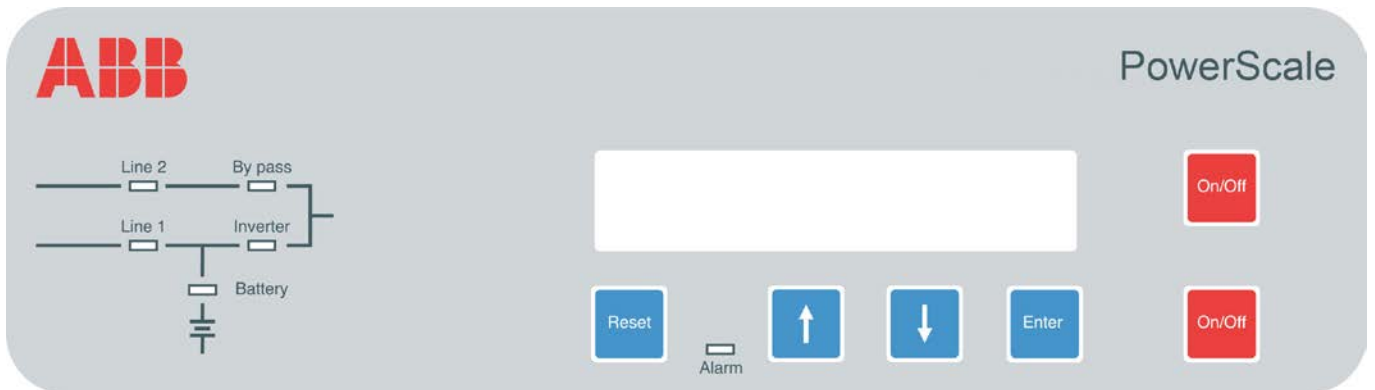 ABB
PowerScale
Line 2 By pass
On/Off
Line 1 Inverter
Battery
Reset Enter On/Off
Alarm